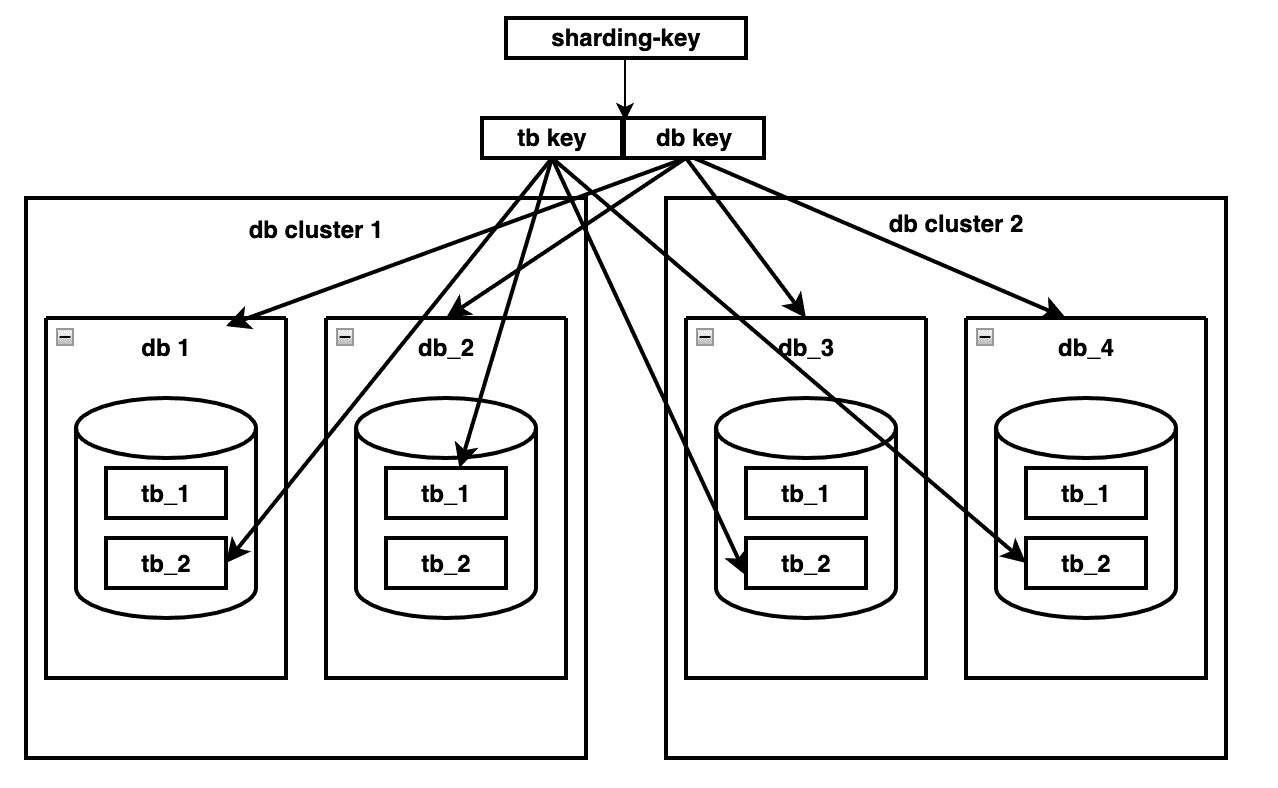 sharding-key
tb key
db key
db cluster 1
db cluster 2
db 1
db_2
db_3
db_4
tb_1
tb_1
tb_1
tb_1
tb_2
tb_2
tb_2
tb_2